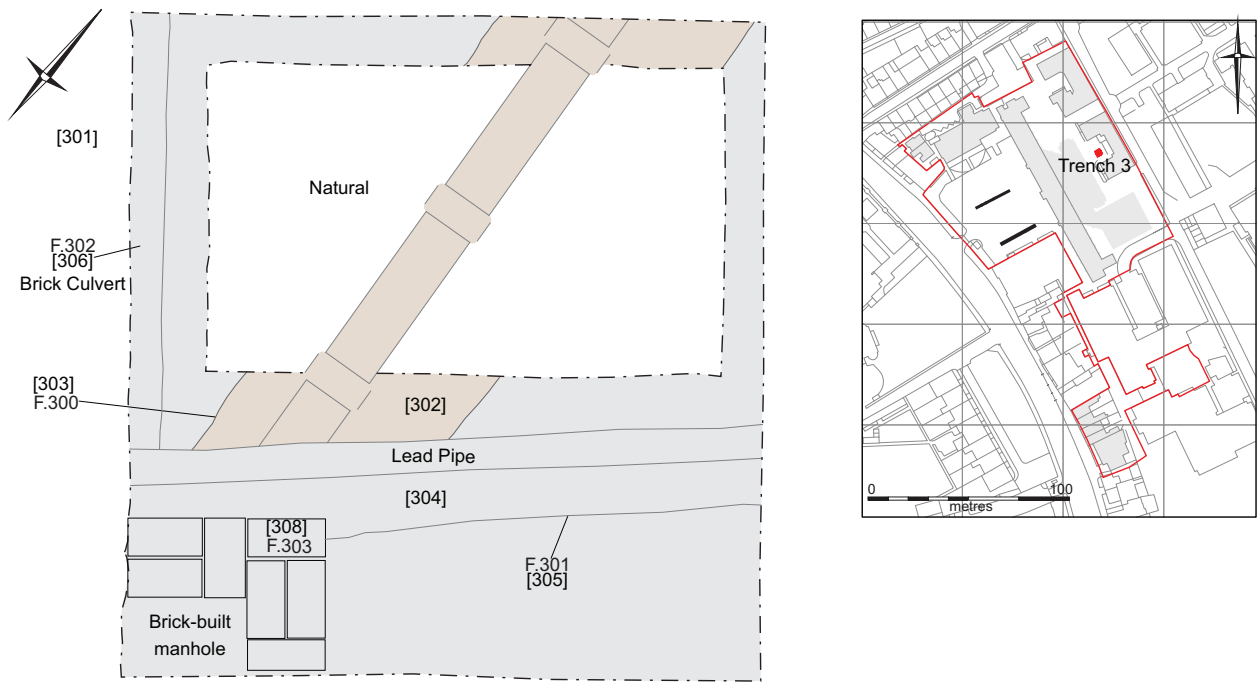 [301]
Natural
F.302
[306]
Brick Culvert
[303]
F.300
[302]
Lead Pipe
[304]
[308]
F.303
F.301
[305]
Brick-built
manhole
Trench 3
0
100
metres